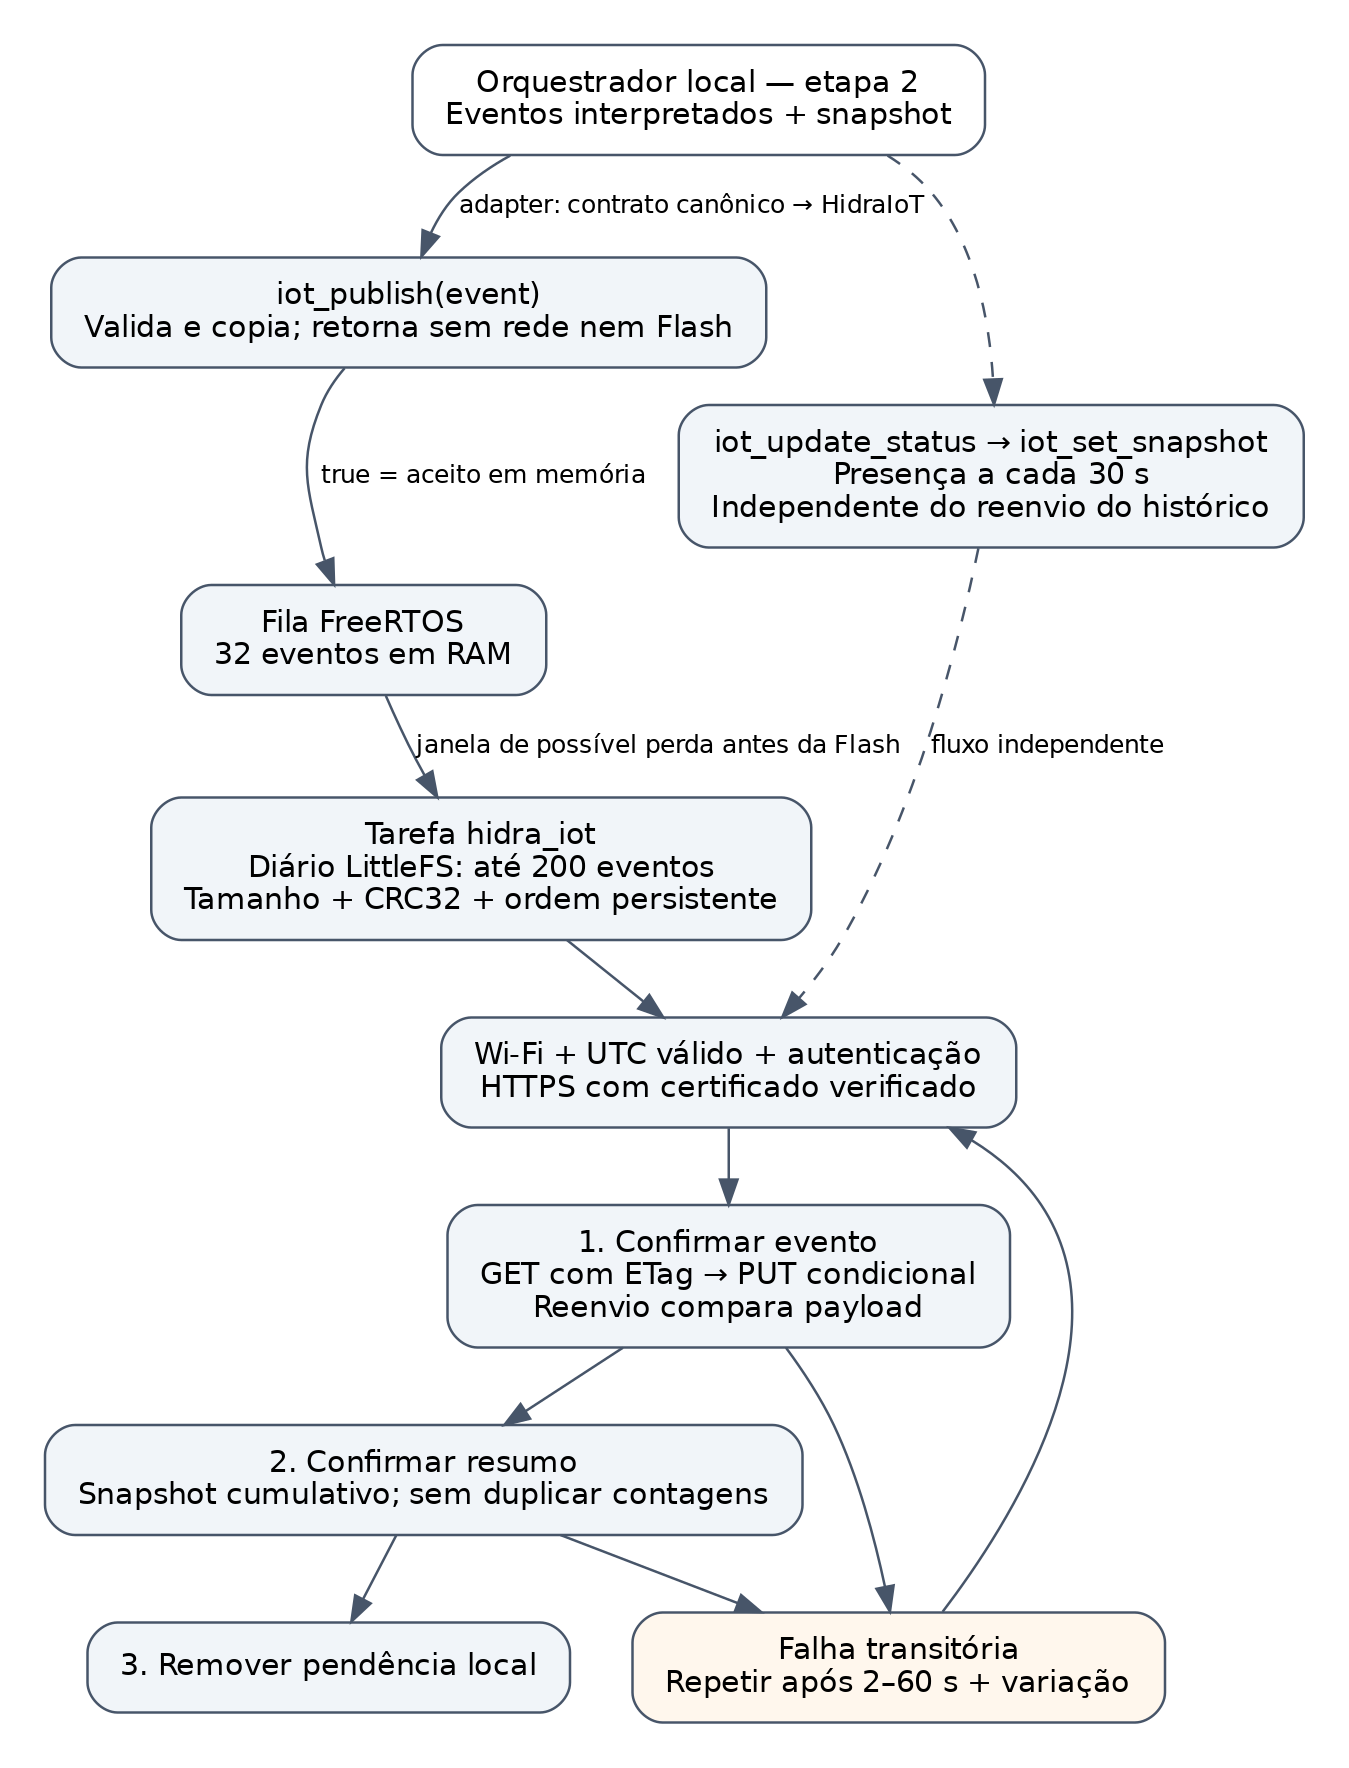 Orquestrador local — etapa 2
Eventos interpretados + snapshot
adapter: contrato canônico → HidraIoT
iot_publish(event)
Valida e copia; retorna sem rede nem Flash
iot_update_status → iot_set_snapshot
Presença a cada 30 s
Independente do reenvio do histórico
true = aceito em memória
Fila FreeRTOS
32 eventos em RAM
janela de possível perda antes da Flash
fluxo independente
Tarefa hidra_iot
Diário LittleFS: até 200 eventos
Tamanho + CRC32 + ordem persistente
Wi-Fi + UTC válido + autenticação
HTTPS com certificado verificado
1. Confirmar evento
GET com ETag → PUT condicional
Reenvio compara payload
2. Confirmar resumo
Snapshot cumulativo; sem duplicar contagens
3. Remover pendência local
Falha transitória
Repetir após 2–60 s + variação